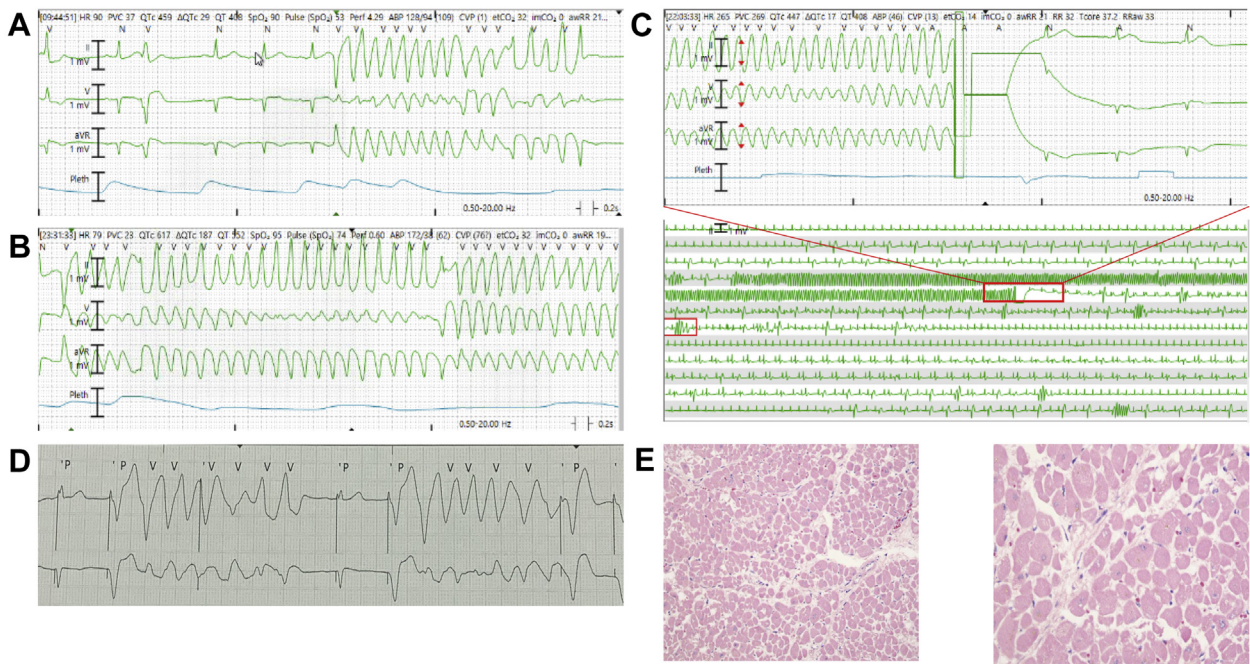 A
[09:44:51] HR 90 PVC 37 QTc 459 ΔQTc 29 QT 408 SpO₂ 90 Pulse (SpO₂) 53 Perf 4.29 ABP 128/94 (109) CVP (1) etCO₂ 32 imCO₂ 0 awRR 21...
V N V N N N V V V V V V V V V V V V V
II
1 mV
V
1 mV
aVR
1 mV
Pleth
0.50-20.00 Hz
0.2s
B
[23:31:33] HR 79 PVC 23 QTc 617 ΔQTc 187 QT 552 SpO₂ 95 Pulse (SpO₂) 74 Perf 0.60 ABP 172/38 (62) CVP (76?) etCO₂ 32 imCO₂ 0 awRR 19...
II
1 mV
V
1 mV
aVR
1 mV
Pleth
0.50-20.00 Hz
0.2s
C
[22:03:33] HR 265 PVC 269 QTc 447 ΔQTc 17 QT 408 ABP (46) CVP (13) etCO₂ 14 imCO₂ 0 awRR 21 RR 32 Tcore 37.2 RRaw 33
II
1 mV
V
1 mV
aVR
1 mV
Pleth
0.50-20.00 Hz
II 1 mV
D
'P 'P V V 'V V V V 'P 'P V V V V V 'P '
E